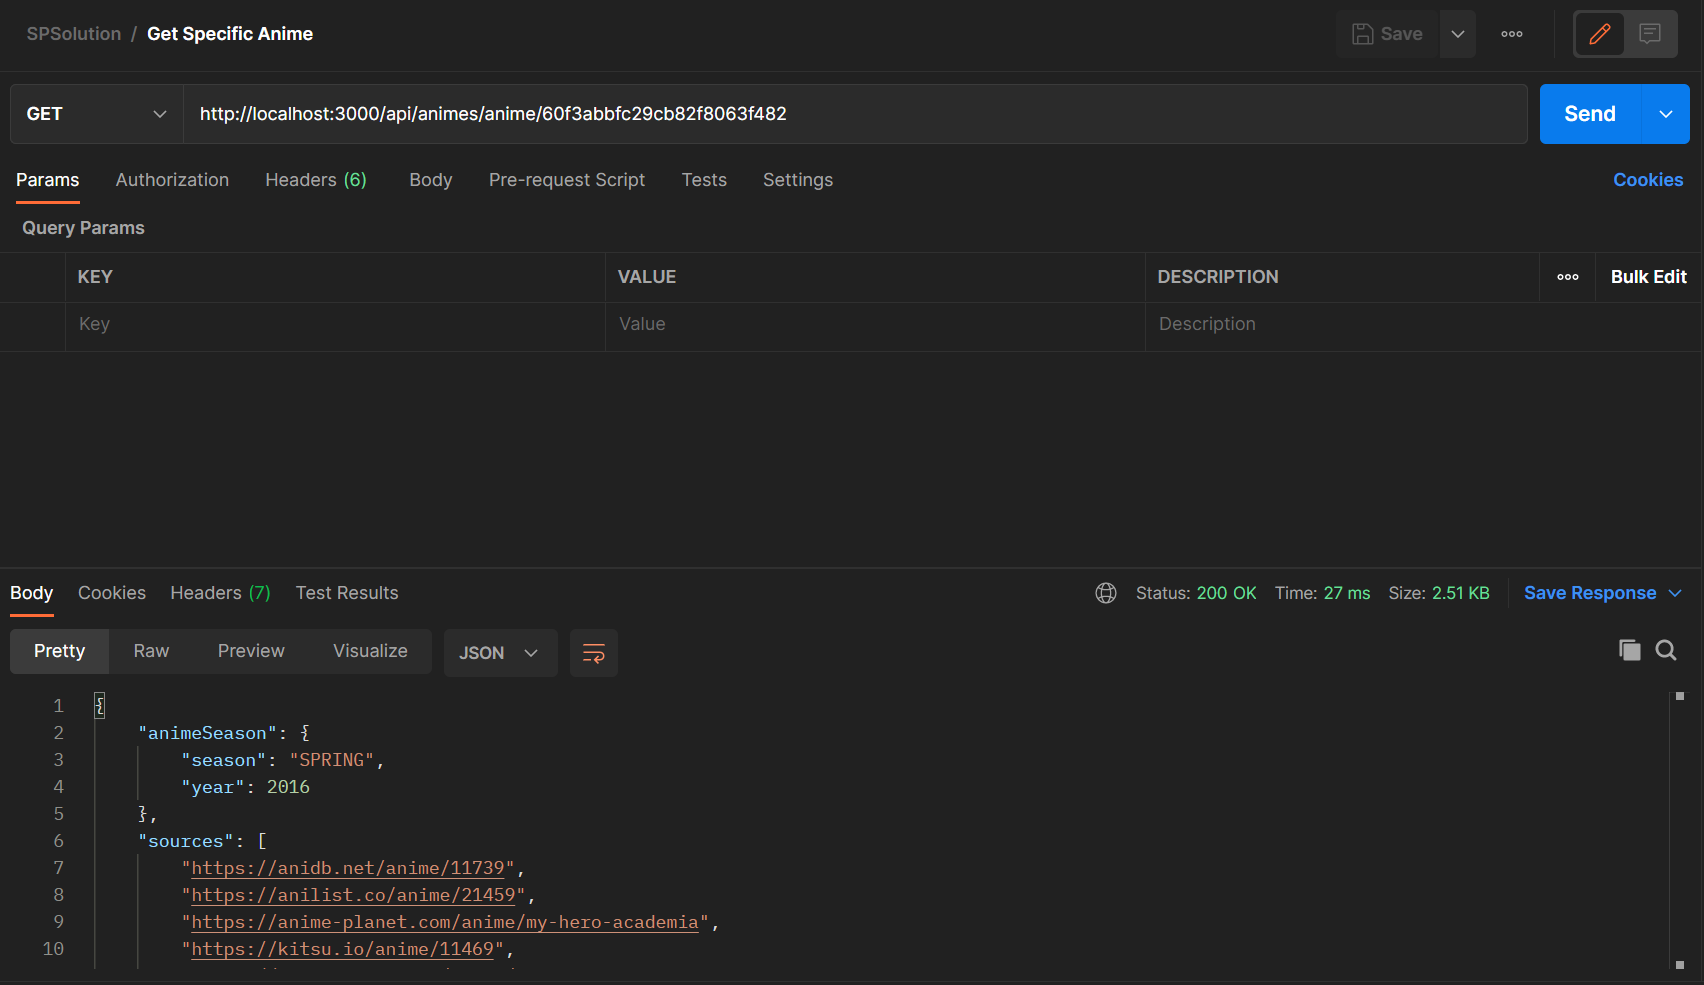 SPSolution / Get Specific Anime
Save
GET
http://localhost:3000/api/animes/anime/60f3abbfc29cb82f8063f482
Send
Params Authorization Headers (6) Body Pre-request Script Tests Settings Cookies
Query Params
KEY VALUE DESCRIPTION Bulk Edit
Key Value Description
Body Cookies Headers (7) Test Results Status: 200 OK Time: 27 ms Size: 2.51 KB Save Response
Pretty Raw Preview Visualize JSON
1 {
2 "animeSeason": {
3 "season": "SPRING",
4 "year": 2016
5 },
6 "sources": [
7 "https://anidb.net/anime/11739",
8 "https://anilist.co/anime/21459",
9 "https://anime-planet.com/anime/my-hero-academia",
10 "https://kitsu.io/anime/11469",